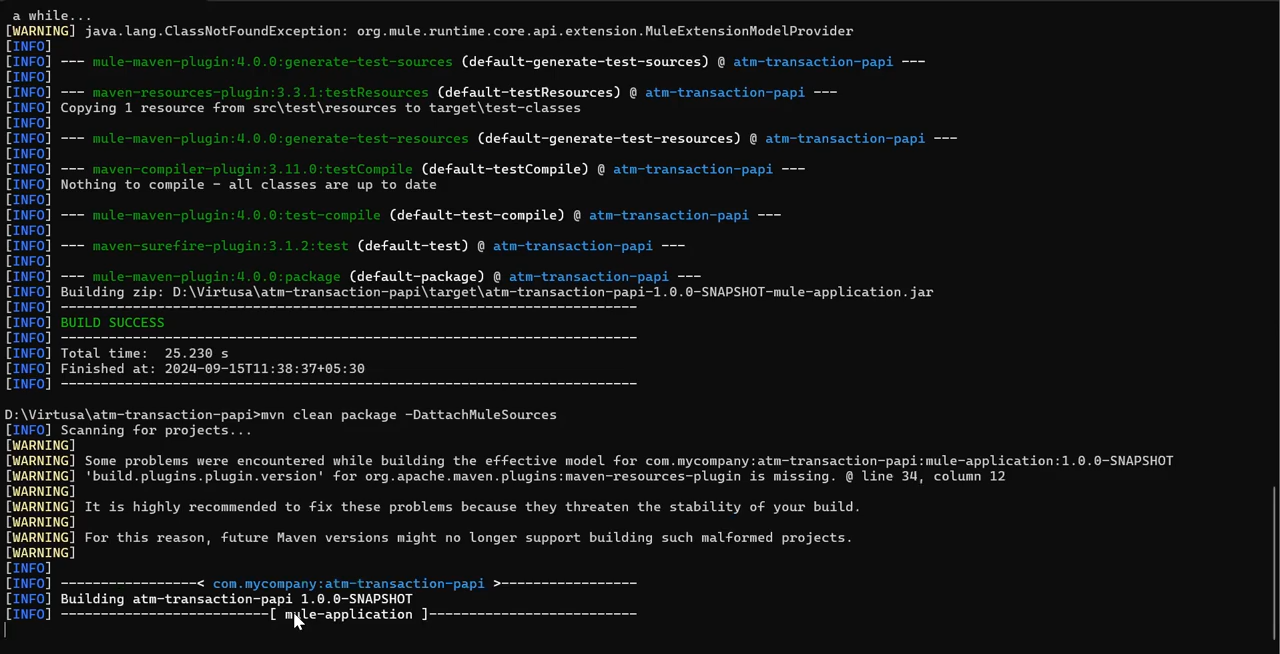 a while...
[WARNING] java.lang.ClassNotFoundException: org.mule.runtime.core.api.extension.MuleExtensionModelProvider
[INFO]
[INFO] --- mule-maven-plugin:4.0.0:generate-test-sources (default-generate-test-sources) @ atm-transaction-papi ---
[INFO]
[INFO] --- maven-resources-plugin:3.3.1:testResources (default-testResources) @ atm-transaction-papi ---
[INFO] Copying 1 resource from src\test\resources to target\test-classes
[INFO]
[INFO] --- mule-maven-plugin:4.0.0:generate-test-resources (default-generate-test-resources) @ atm-transaction-papi ---
[INFO]
[INFO] --- maven-compiler-plugin:3.11.0:testCompile (default-testCompile) @ atm-transaction-papi ---
[INFO] Nothing to compile - all classes are up to date
[INFO]
[INFO] --- mule-maven-plugin:4.0.0:test-compile (default-test-compile) @ atm-transaction-papi ---
[INFO]
[INFO] --- maven-surefire-plugin:3.1.2:test (default-test) @ atm-transaction-papi ---
[INFO]
[INFO] --- mule-maven-plugin:4.0.0:package (default-package) @ atm-transaction-papi ---
[INFO] Building zip: D:\Virtusa\atm-transaction-papi\target\atm-transaction-papi-1.0.0-SNAPSHOT-mule-application.jar
[INFO] ------------------------------------------------------------------------
[INFO] BUILD SUCCESS
[INFO] ------------------------------------------------------------------------
[INFO] Total time:  25.230 s
[INFO] Finished at: 2024-09-15T11:38:37+05:30
[INFO] ------------------------------------------------------------------------
D:\Virtusa\atm-transaction-papi>mvn clean package -DattachMuleSources
[INFO] Scanning for projects...
[WARNING]
[WARNING] Some problems were encountered while building the effective model for com.mycompany:atm-transaction-papi:mule-application:1.0.0-SNAPSHOT
[WARNING] 'build.plugins.plugin.version' for org.apache.maven.plugins:maven-resources-plugin is missing. @ line 34, column 12
[WARNING]
[WARNING] It is highly recommended to fix these problems because they threaten the stability of your build.
[WARNING]
[WARNING] For this reason, future Maven versions might no longer support building such malformed projects.
[WARNING]
[INFO]
[INFO] -----------------< com.mycompany:atm-transaction-papi >-----------------
[INFO] Building atm-transaction-papi 1.0.0-SNAPSHOT
[INFO] --------------------------[ mule-application ]--------------------------